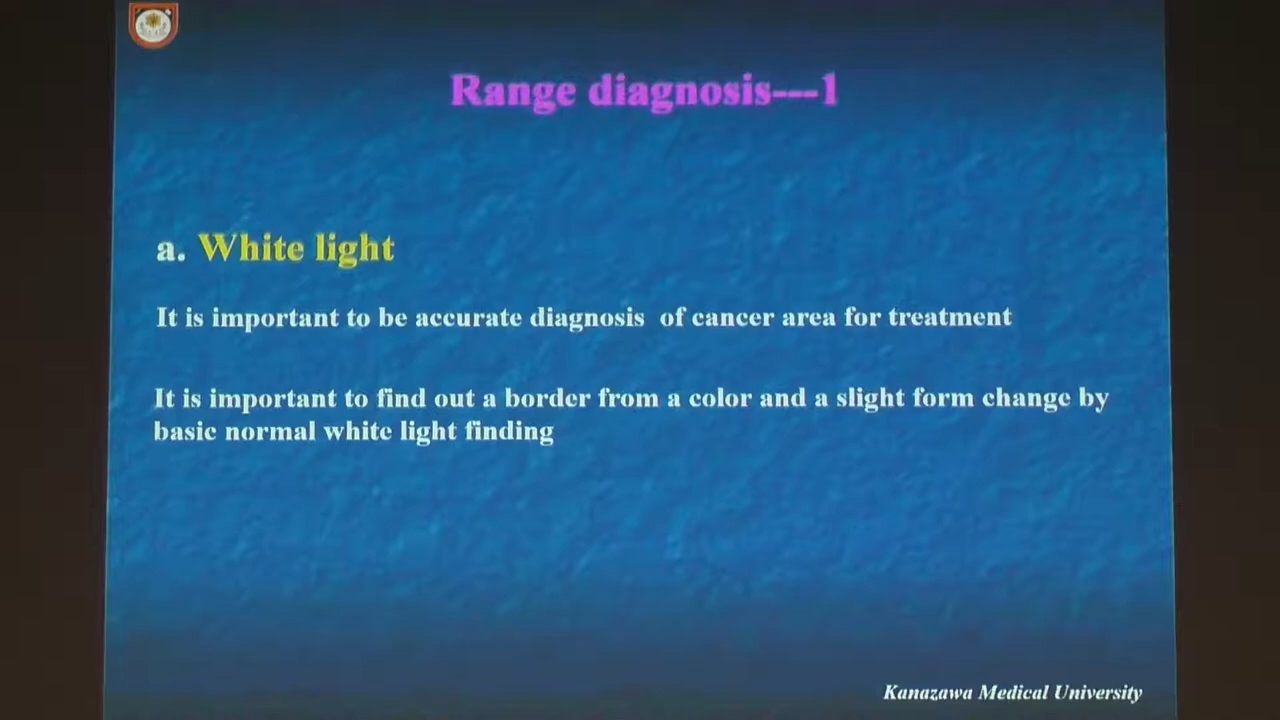 Range diagnosis---1
a. White light
It is important to be accurate diagnosis of cancer area for treatment
It is important to find out a border from a color and a slight form change by
basic normal white light finding
Kanazawa Medical University